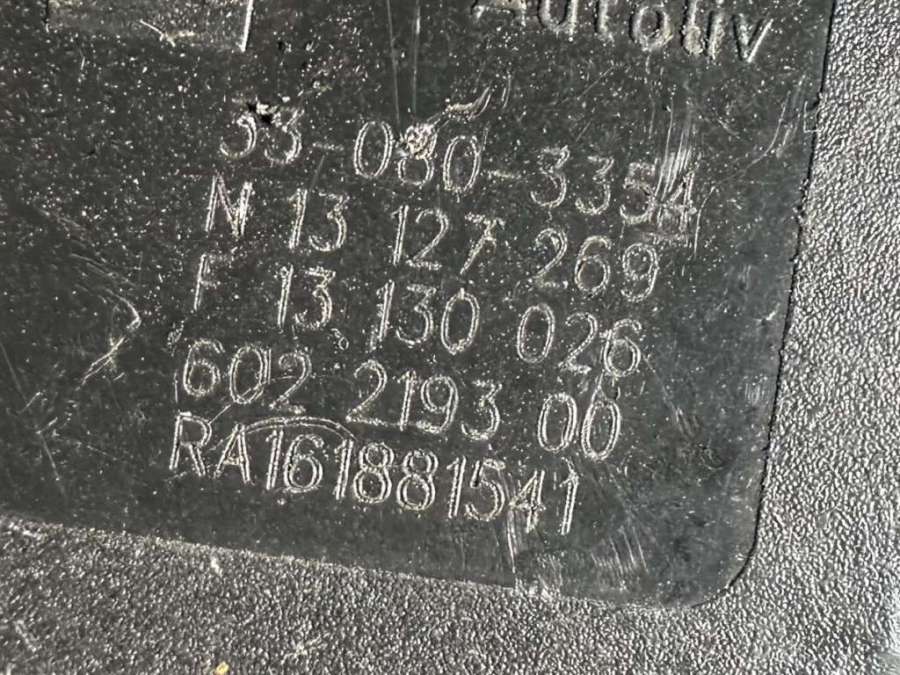 Autoliv
33-080-3354
N 13 127 269
F 13 130 026
602 2193 00
RA161881541